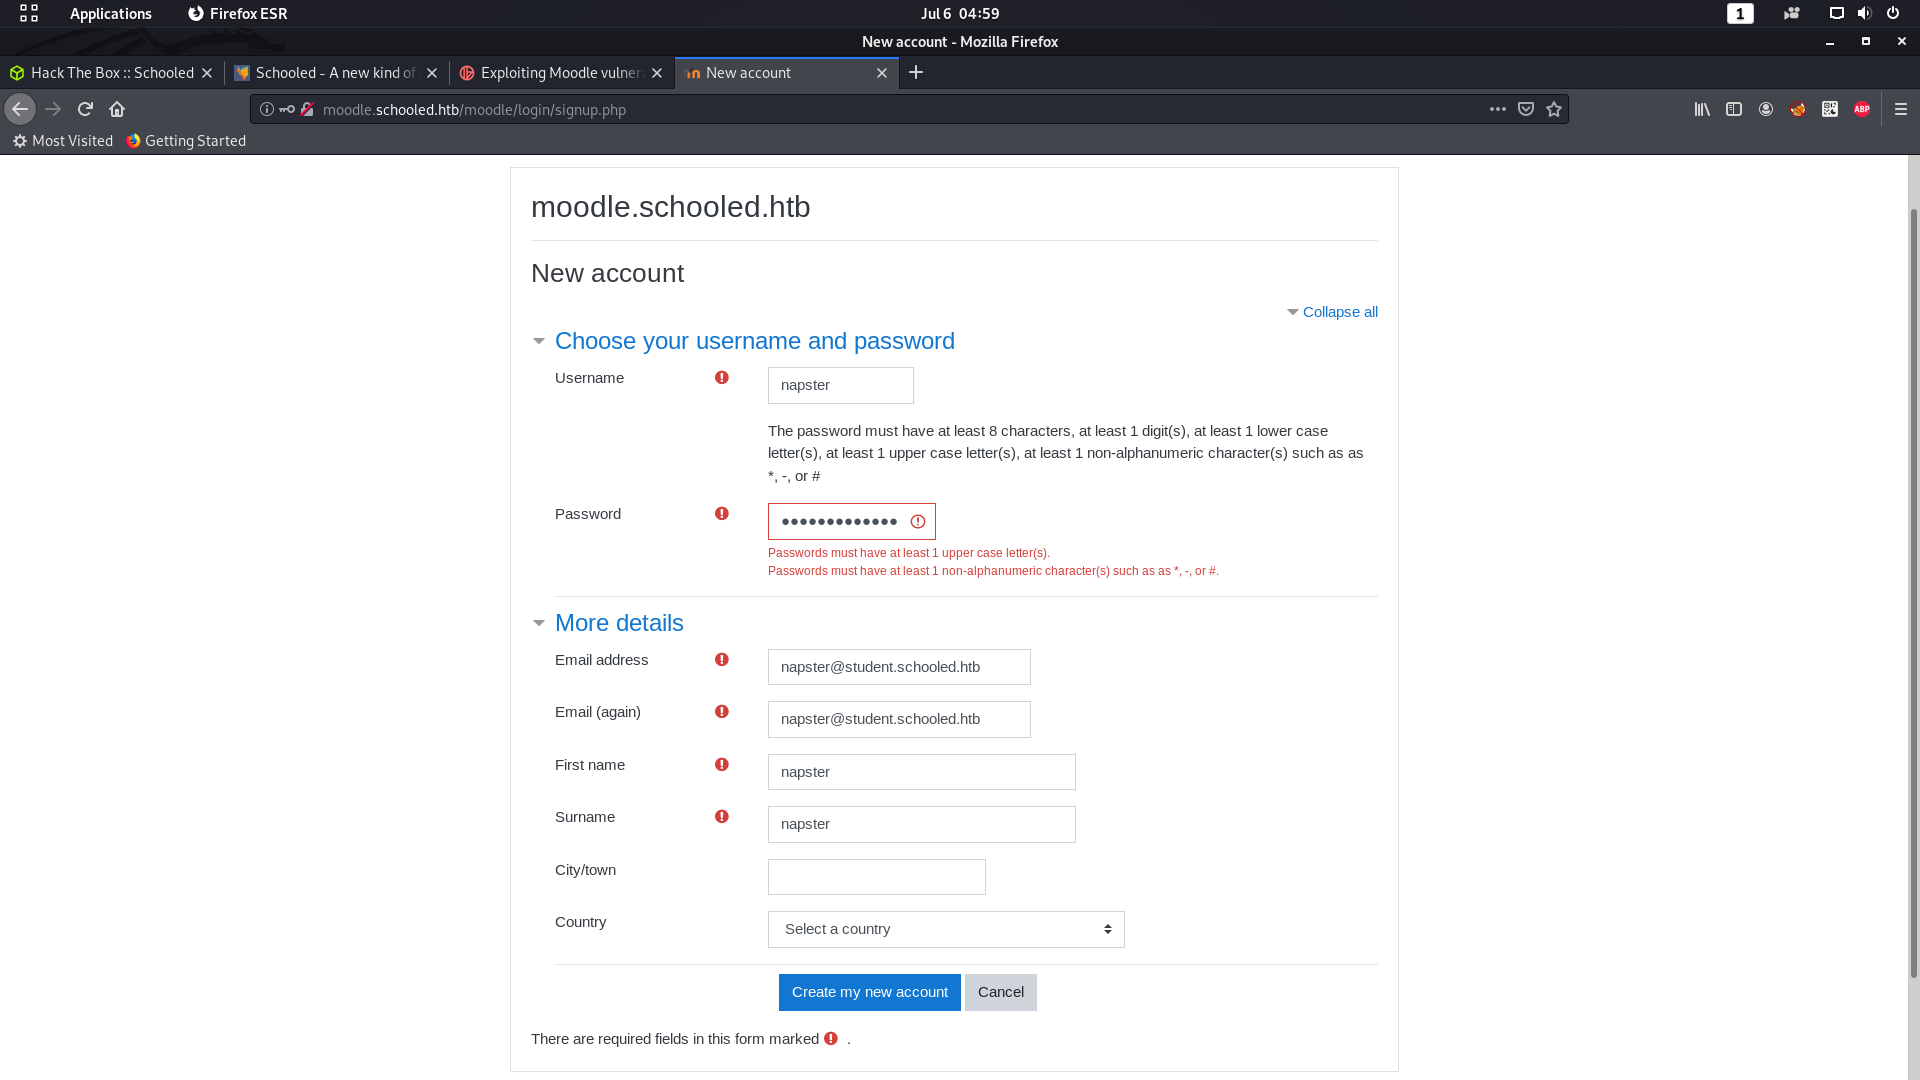 Applications
Firefox ESR
Jul 6 04:59
1
New account - Mozilla Firefox
Hack The Box :: Schooled
Schooled - A new kind of
Exploiting Moodle vulner
New account
moodle.schooled.htb/moodle/login/signup.php
ABP
Most Visited
Getting Started
moodle.schooled.htb
New account
Collapse all
Choose your username and password
Username
napster
The password must have at least 8 characters, at least 1 digit(s), at least 1 lower case
letter(s), at least 1 upper case letter(s), at least 1 non-alphanumeric character(s) such as as
*, -, or #
Password
●●●●●●●●●●●●●
Passwords must have at least 1 upper case letter(s).
Passwords must have at least 1 non-alphanumeric character(s) such as as *, -, or #.
More details
Email address
napster@student.schooled.htb
Email (again)
napster@student.schooled.htb
First name
napster
Surname
napster
City/town
Country
Select a country
Create my new account
Cancel
There are required fields in this form marked .